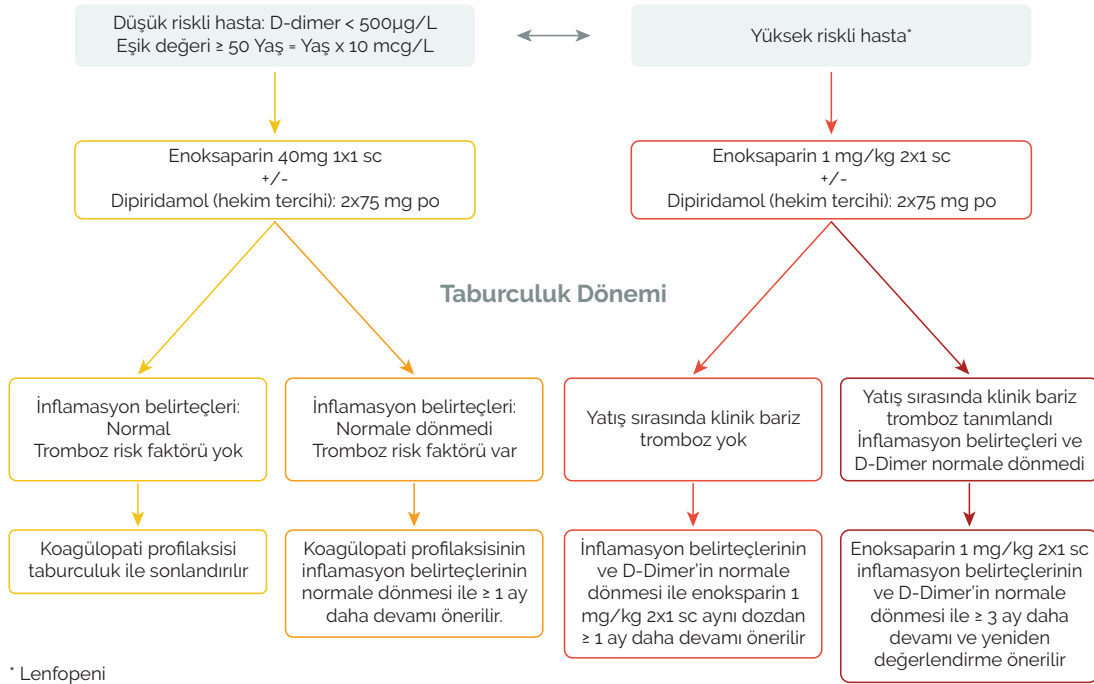 Düşük riskli hasta: D-dimer < 500µg/L
Eşik değeri ≥ 50 Yaş = Yaş x 10 mcg/L
Yüksek riskli hasta*
Enoksaparin 40mg 1x1 sc
+/-
Dipiridamol (hekim tercihi): 2x75 mg po
Enoksaparin 1 mg/kg 2x1 sc
+/-
Dipiridamol (hekim tercihi): 2x75 mg po
Taburculuk Dönemi
İnflamasyon belirteçleri:
Normal
Tromboz risk faktörü yok
İnflamasyon belirteçleri:
Normale dönmedi
Tromboz risk faktörü var
Yatış sırasında klinik bariz
tromboz yok
Yatış sırasında klinik bariz
tromboz tanımlandı
İnflamasyon belirteçleri ve
D-Dimer normale dönmedi
Koagülopati profilaksisi
taburculuk ile sonlandırılır
Koagülopati profilaksisinin
inflamasyon belirteçlerinin
normale dönmesi ile ≥ 1 ay
daha devamı önerilir.
İnflamasyon belirteçlerinin
ve D-Dimer'in normale
dönmesi ile enoksparin 1
mg/kg 2x1 sc aynı dozdan
≥ 1 ay daha devamı önerilir
Enoksaparin 1 mg/kg 2x1 sc
inflamasyon belirteçlerinin
ve D-Dimer'in normale
dönmesi ile ≥ 3 ay daha
devamı ve yeniden
değerlendirme önerilir
* Lenfopeni